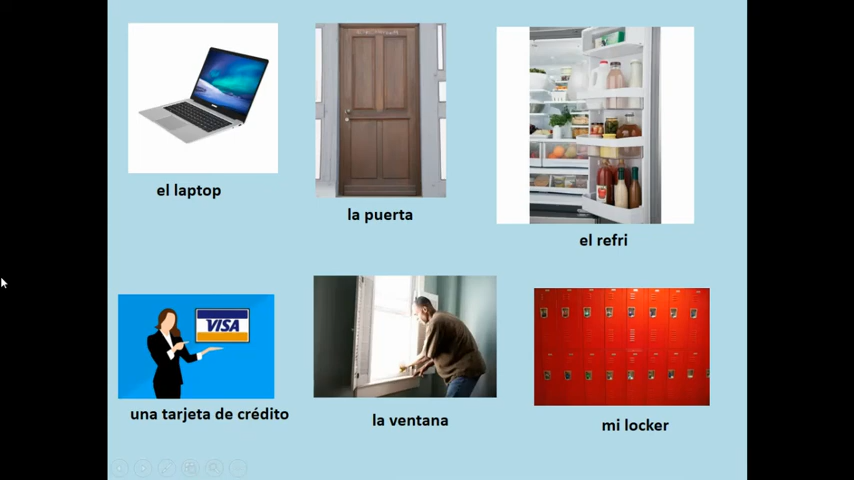 el laptop
la puerta
el refri
VISA
una tarjeta de crédito
la ventana
mi locker